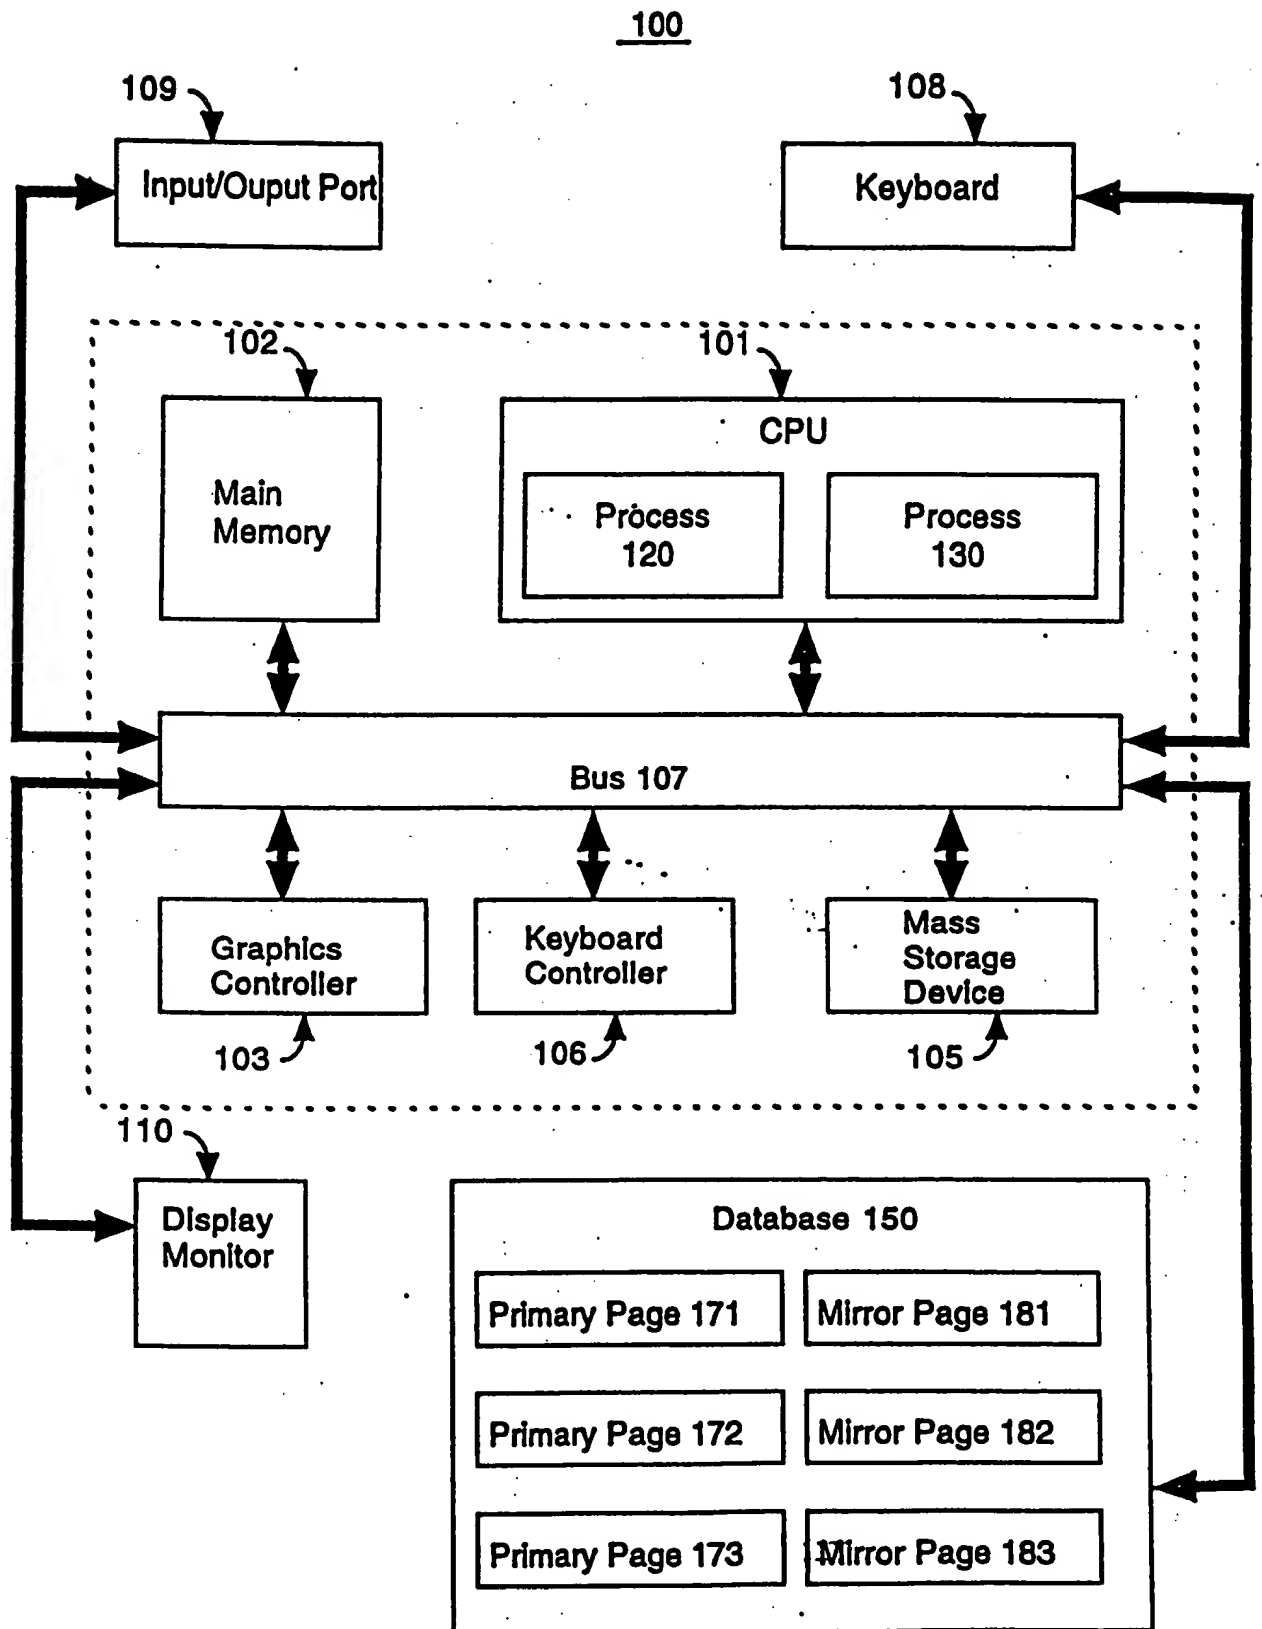 100
109
108
Input/Ouput Port
Keyboard
102
101
CPU
Main
Memory
Process
120
Process
130
Bus 107
Graphics
Controller
Keyboard
Controller
Mass
Storage
Device
103
106
105
110
Display
Monitor
Database 150
Primary Page 171
Mirror Page 181
Primary Page 172
Mirror Page 182
Primary Page 173
Mirror Page 183